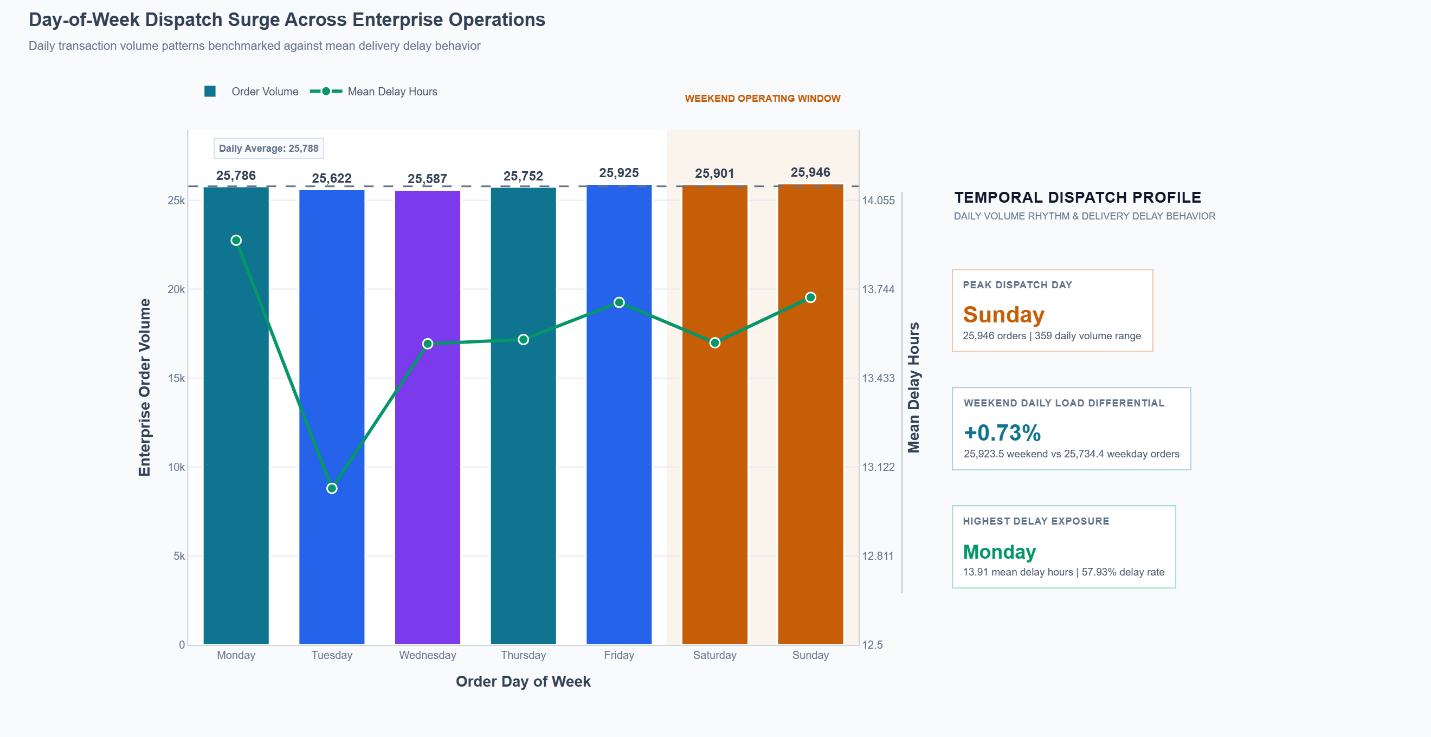 Day-of-Week Dispatch Surge Across Enterprise Operations
Daily transaction volume patterns benchmarked against mean delivery delay behavior
Order Volume
Mean Delay Hours
WEEKEND OPERATING WINDOW
Daily Average: 25,788
25,786
25,622
25,587
25,752
25,925
25,901
25,946
25k
20k
15k
10k
5k
0
Enterprise Order Volume
14.055
13.744
13.433
13.122
12.811
12.5
Mean Delay Hours
Monday
Tuesday
Wednesday
Thursday
Friday
Saturday
Sunday
Order Day of Week
TEMPORAL DISPATCH PROFILE
DAILY VOLUME RHYTHM & DELIVERY DELAY BEHAVIOR
PEAK DISPATCH DAY
Sunday
25,946 orders | 359 daily volume range
WEEKEND DAILY LOAD DIFFERENTIAL
+0.73%
25,923.5 weekend vs 25,734.4 weekday orders
HIGHEST DELAY EXPOSURE
Monday
13.91 mean delay hours | 57.93% delay rate